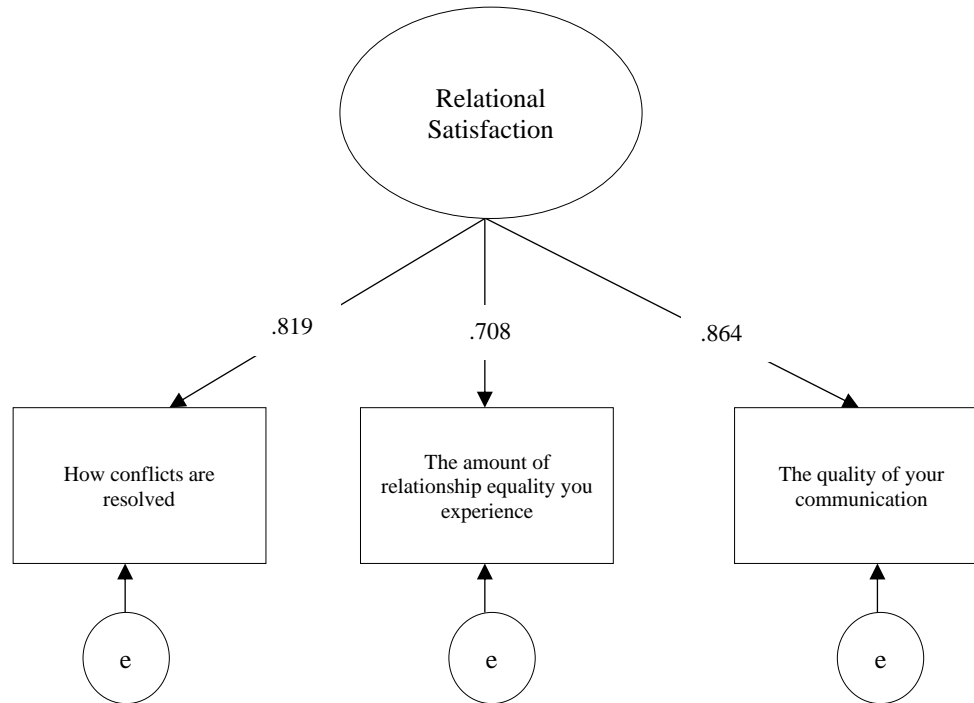 Relational
Satisfaction
.819
.708
.864
How conflicts are
resolved
The amount of
relationship equality you
experience
The quality of your
communication
e
e
e